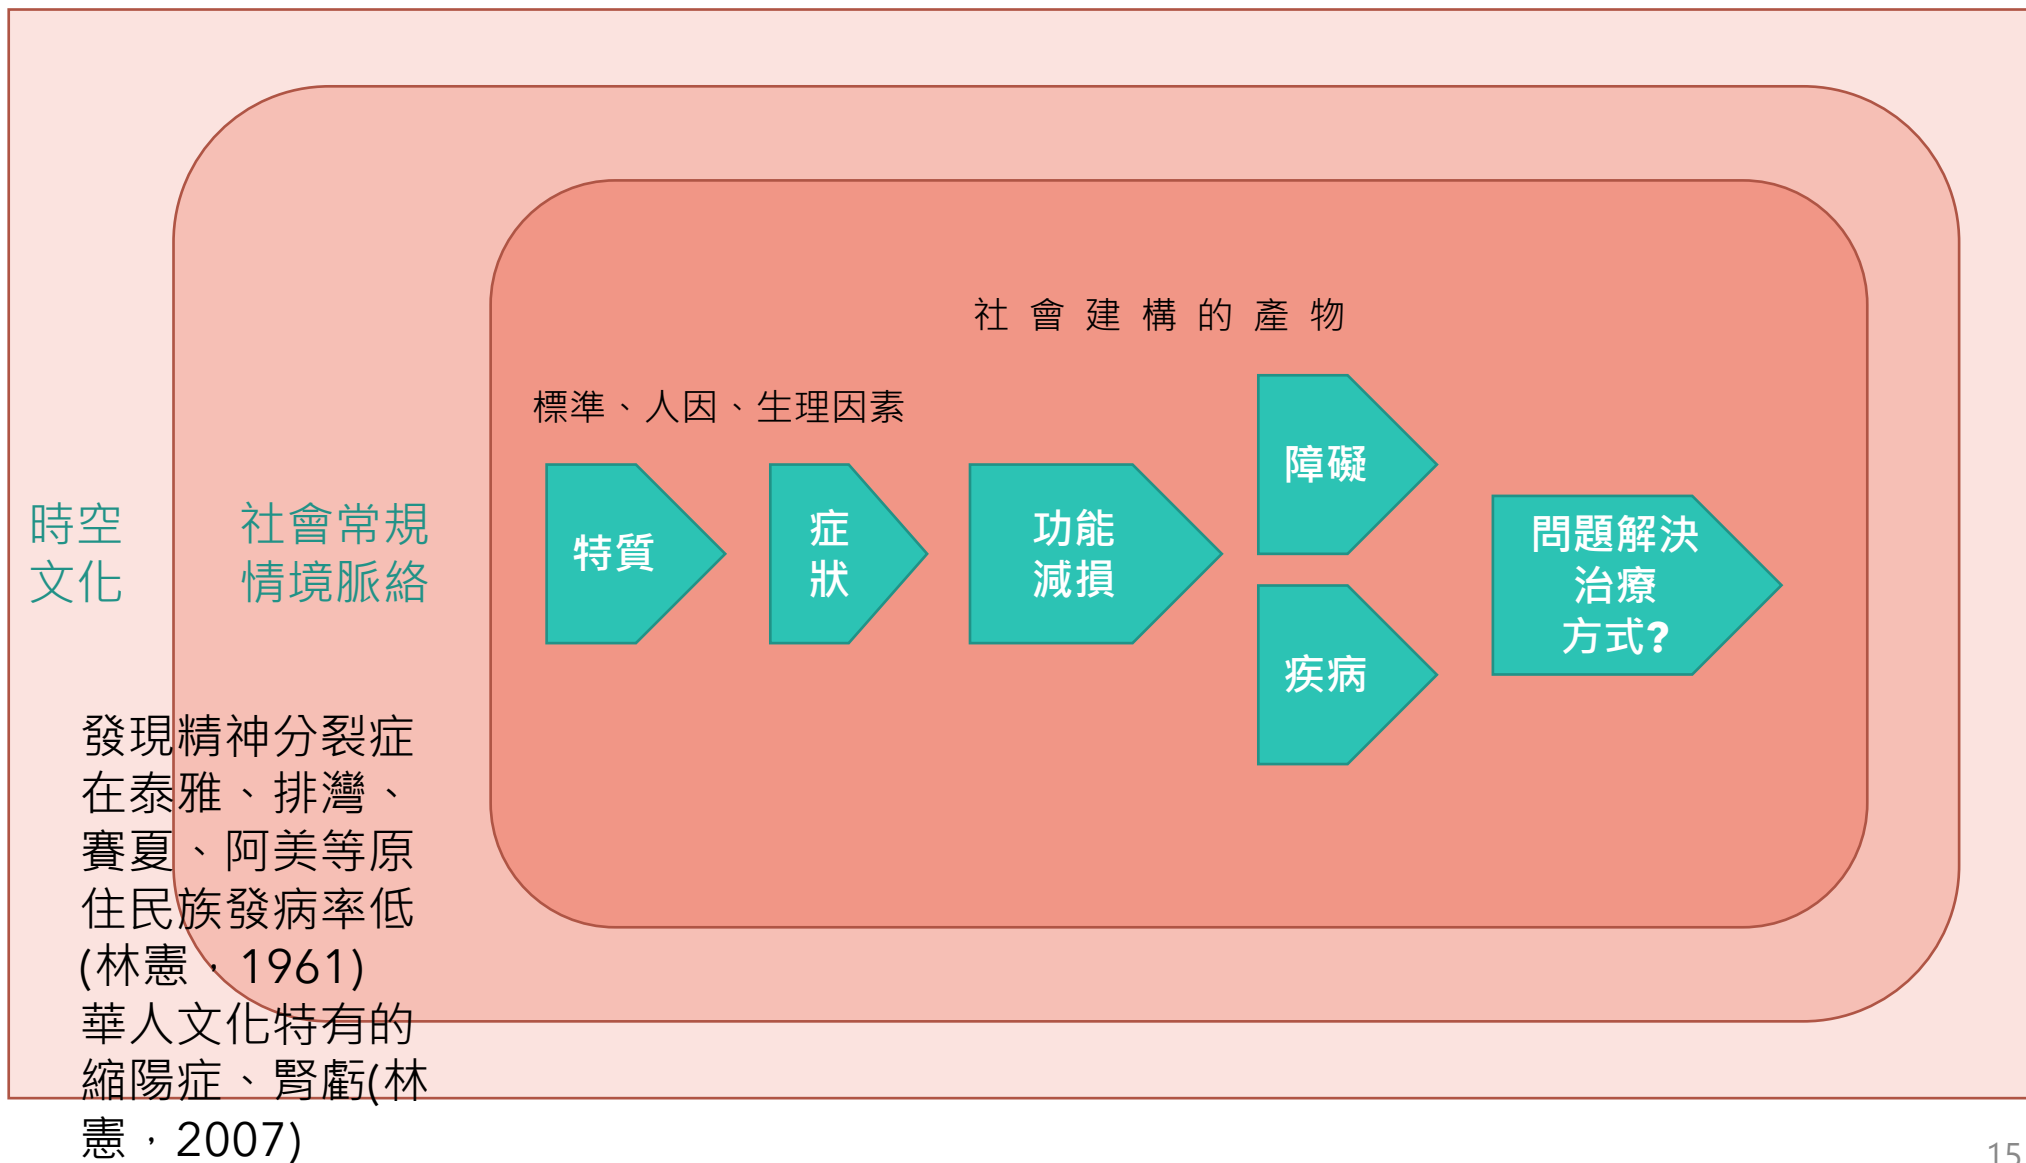 社會建構的產物
標準、人因、生理因素
時空
文化
社會常規
情境脈絡
特質
症
狀
功能
減損
障礙
疾病
問題解決
治療
方式?
發現精神分裂症
在泰雅、排灣、
賽夏、阿美等原
住民族發病率低
(林憲，1961)
華人文化特有的
縮陽症、腎虧(林
憲，2007)
15